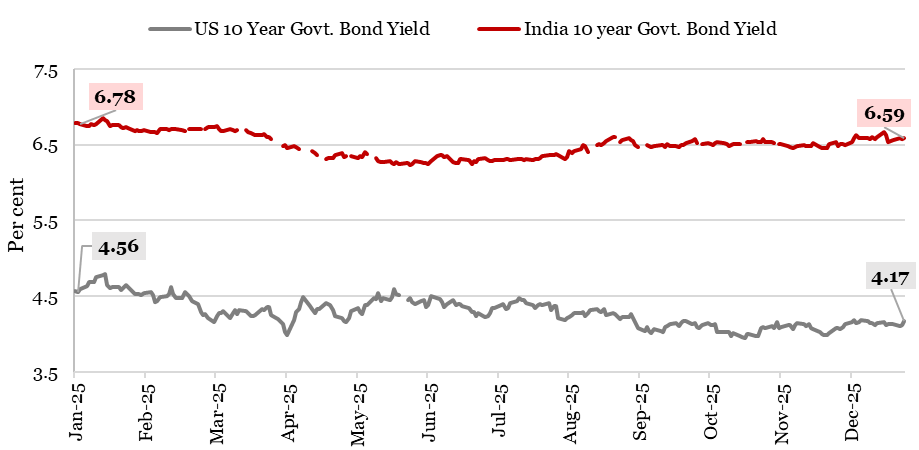 US 10 Year Govt. Bond Yield
India 10 year Govt. Bond Yield
Per cent
7.5
6.5
5.5
4.5
3.5
6.78
6.59
4.56
4.17
Jan-25
Feb-25
Mar-25
Apr-25
May-25
Jun-25
Jul-25
Aug-25
Sep-25
Oct-25
Nov-25
Dec-25